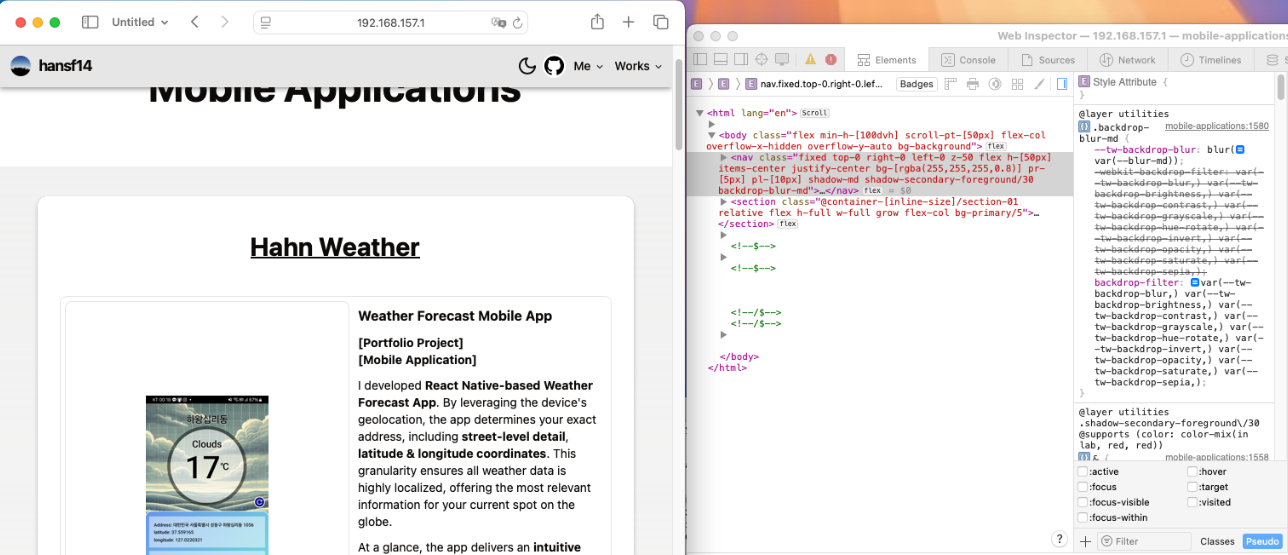 Untitled
192.168.157.1
hansf14
Me
Works
Mobile Applications
Hahn Weather
하왕십리동
Clouds
17 °C
Address: 대한민국 서울특별시 성동구 하왕십리동 1056
Weather Forecast Mobile App
[Portfolio Project]
[Mobile Application]
I developed React Native-based Weather
Forecast App. By leveraging the device's
geolocation, the app determines your exact
address, including street-level detail,
latitude & longitude coordinates. This
granularity ensures all weather data is
highly localized, offering the most relevant
information for your current spot on the
globe.
At a glance, the app delivers an intuitive
Web Inspector — 192.168.157.1 — mobile-applications
Elements
Console
Sources
Network
Timelines
S
E E nav.fixed.top-0.right-0.lef...
Badges
<html lang="en"> Scroll
<body class="flex min-h-[100dvh] scroll-pt-[50px] flex-col
overflow-x-hidden overflow-y-auto bg-background"> flex
<nav class="fixed top-0 right-0 left-0 z-50 flex h-[50px]
items-center justify-center bg-[rgba(255,255,255,0.8)] pr-
[5px] pl-[10px] shadow-md shadow-secondary-foreground/30
backdrop-blur-md">…</nav> flex = $0
<section class="@container-[inline-size]/section-01
relative flex h-full w-full grow flex-col bg-primary/5">…
</section> flex
<!--$-->
<!--$-->
<!--/$-->
<!--/$-->
</body>
</html>
E Style Attribute {
}
@layer utilities
{} .backdrop-
blur-md {
mobile-applications:1580
--tw-backdrop-blur: blur(
var(--blur-md));
-webkit-backdrop-filter: var(-
-tw-backdrop-blur,) var(--tw-
backdrop-brightness,) var(--
tw-backdrop-contrast,) var(--
tw-backdrop-grayscale,) var(--
tw-backdrop-hue-rotate,) var(-
-tw-backdrop-invert,) var(--
tw-backdrop-opacity,) var(--
tw-backdrop-saturate,) var(--
tw-backdrop-sepia,);
backdrop-filter: var(--tw-
backdrop-blur,) var(--tw-
backdrop-brightness,) var(--
tw-backdrop-contrast,) var(--
tw-backdrop-grayscale,) var(--
tw-backdrop-hue-rotate,) var(-
-tw-backdrop-invert,) var(--
tw-backdrop-opacity,) var(--
tw-backdrop-saturate,) var(--
tw-backdrop-sepia,);
}
@layer utilities
.shadow-secondary-foreground\/30
@supports (color: color-mix(in
lab, red, red))
{} & {
mobile-applications:1558
:active
:hover
:focus
:target
:focus-visible
:visited
:focus-within
?
Filter
Classes
Pseudo